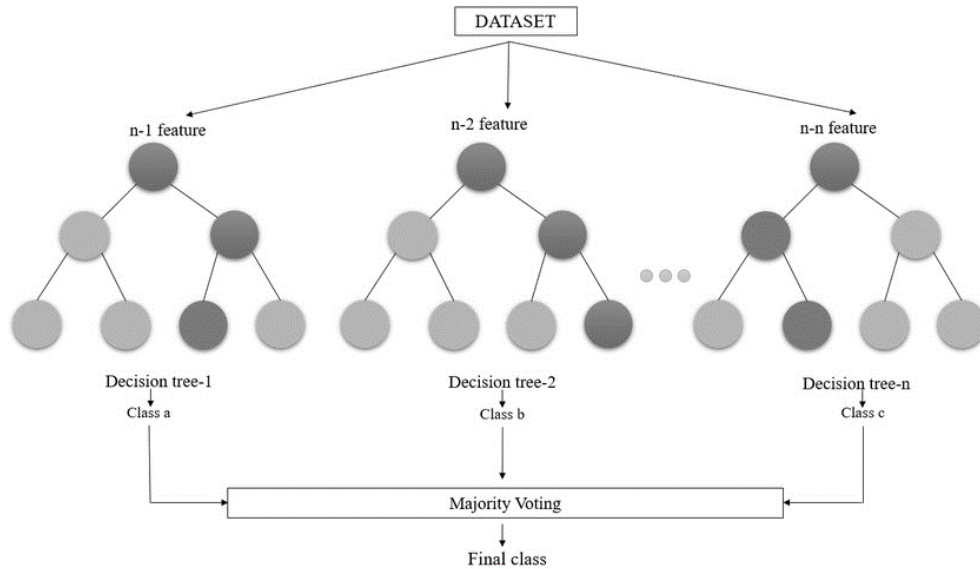 DATASET
n-1 feature
n-2 feature
n-n feature
Decision tree-1
Decision tree-2
Decision tree-n
Class a
Class b
Class c
Majority Voting
Final class